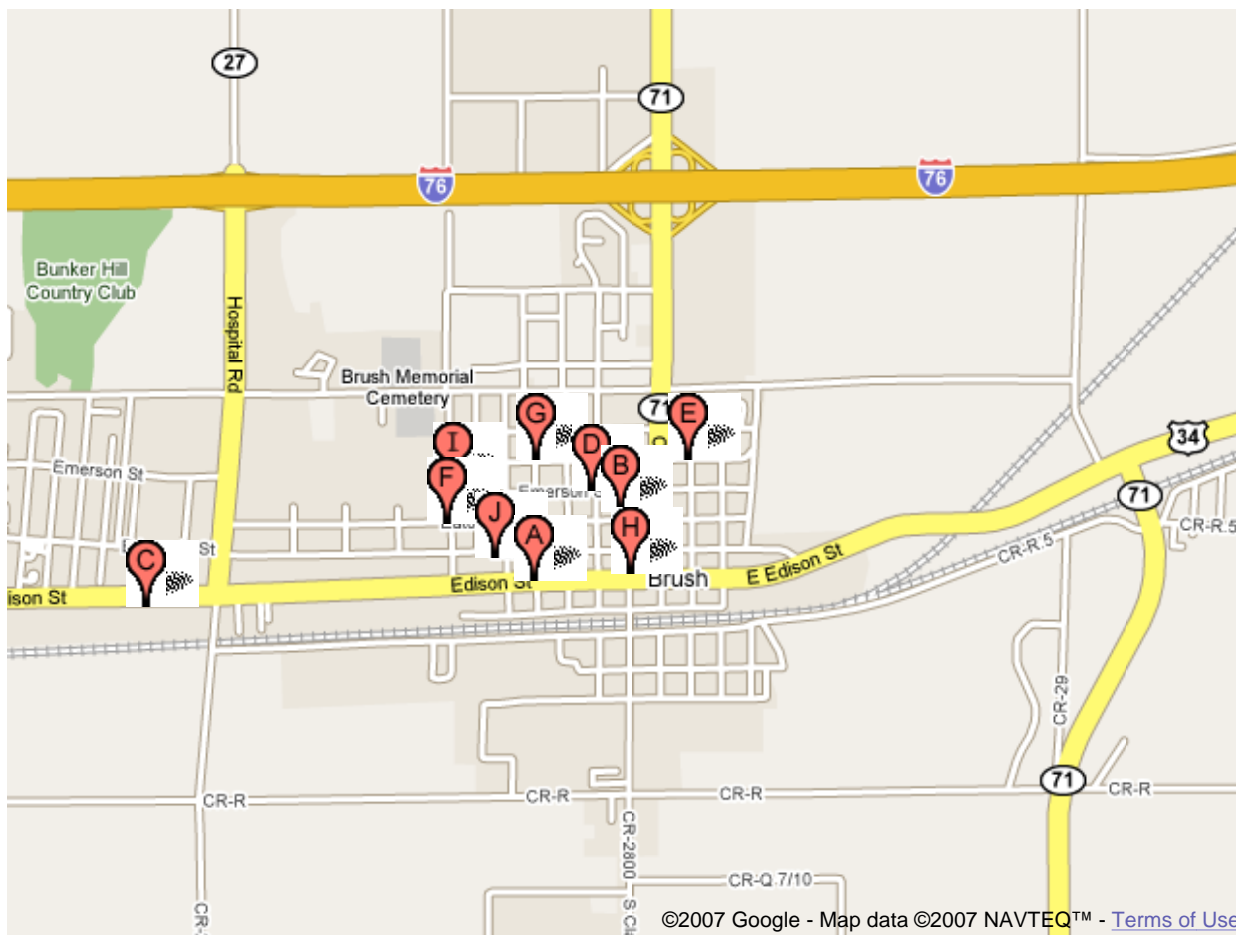 27
71
76
76
Bunker Hill
Country Club
Hospital Rd
Brush Memorial
Cemetery
71
G
E
I
D
34
Emerson St
F
B
Emerson
71
J
H
CR-R.5
A
St
C
CR-R.5
Edison St
Brush
E Edison St
ison St
CR-29
71
CR-R
CR-R
CR-R
CR-R
CR-2800
CR-Q 7/10
©2007 Google - Map data ©2007 NAVTEQ™ - Terms of Use